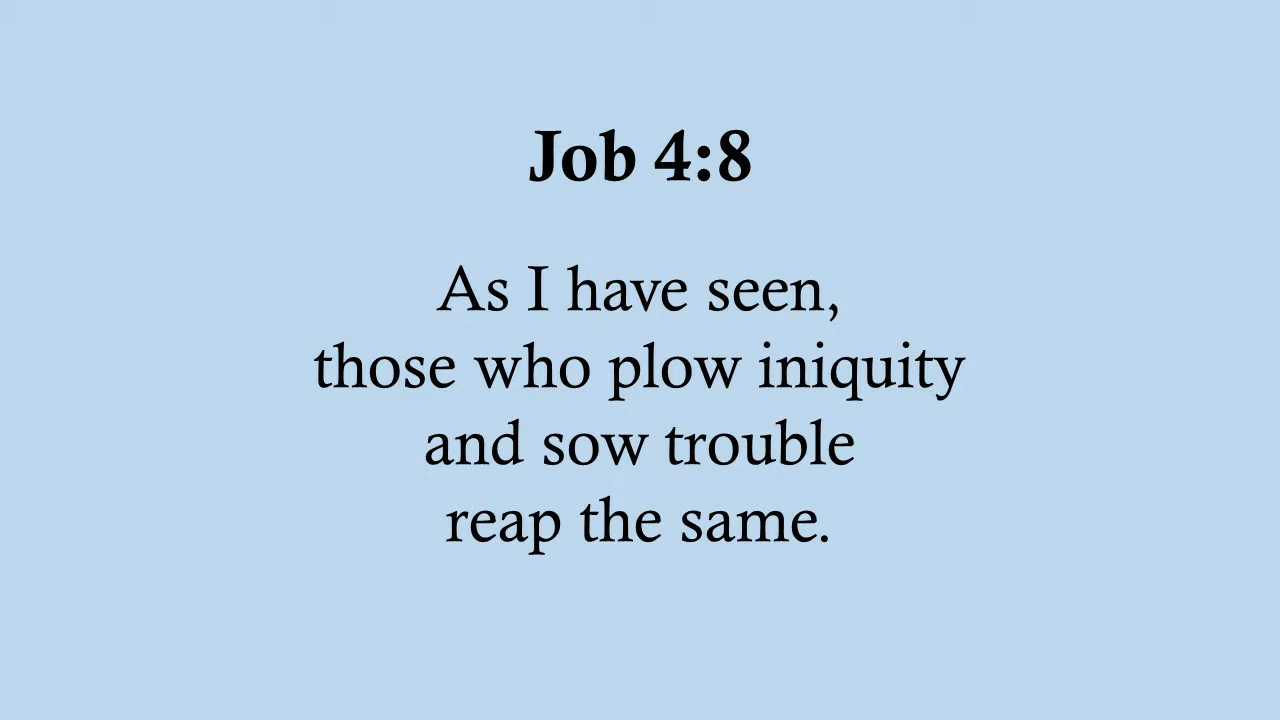 Job 4:8
As I have seen,
those who plow iniquity
and sow trouble
reap the same.